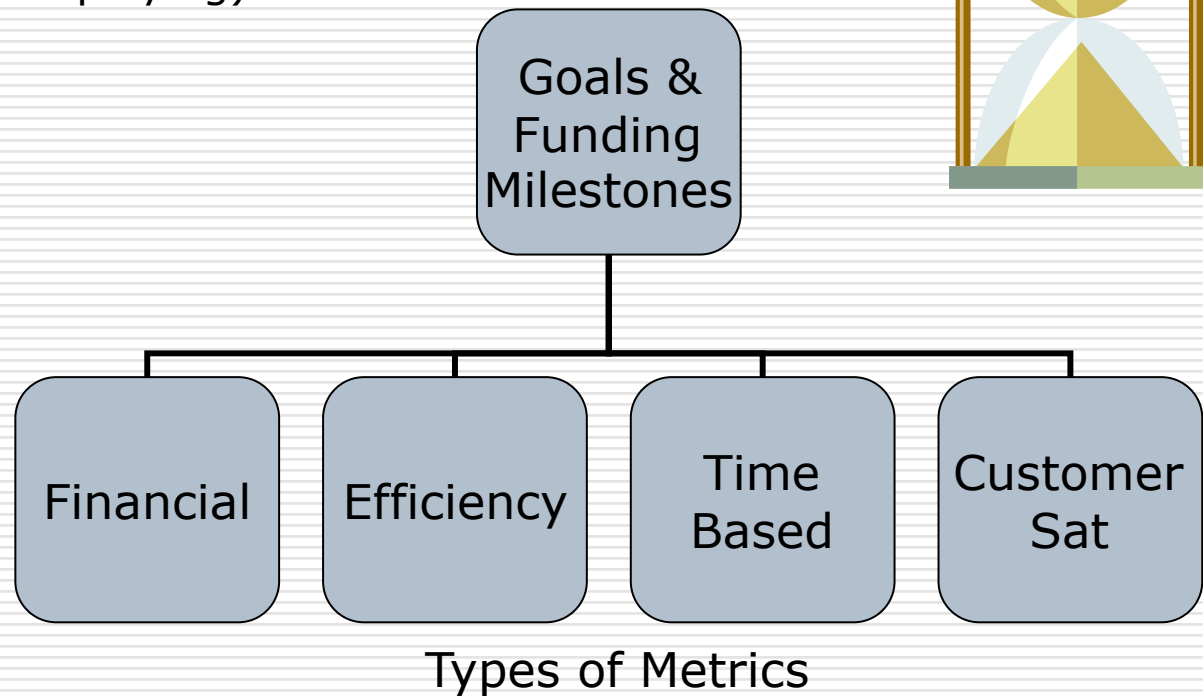 Goals &
Funding
Milestones
Financial
Efficiency
Time
Based
Customer
Sat
Types of Metrics